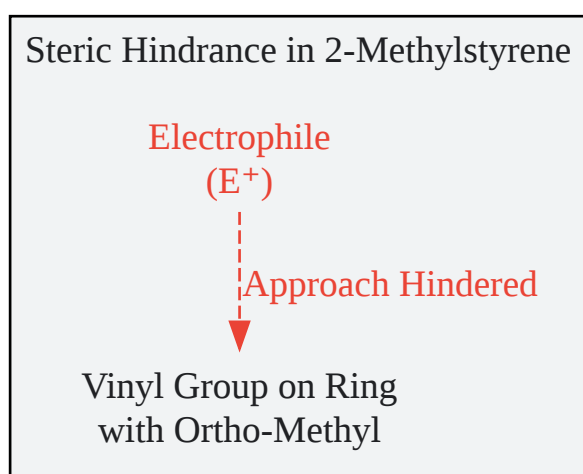 Steric Hindrance in 2-Methylstyrene
Electrophile
(E⁺)
Approach Hindered
Vinyl Group on Ring
with Ortho-Methyl